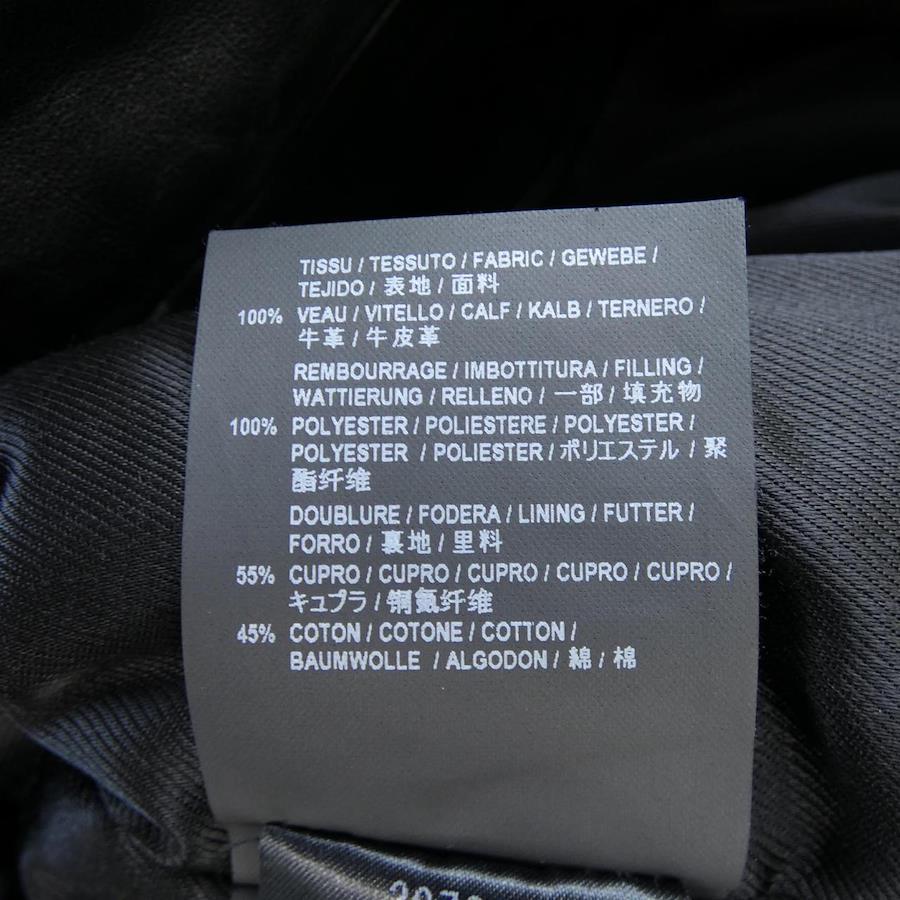 TISSU / TESSUTO / FABRIC / GEWEBE /
TEJIDO / 表地 / 面料
100% VEAU / VITELLO / CALF / KALB / TERNERO /
牛革 / 牛皮革
REMBOURRAGE / IMBOTTITURA / FILLING /
WATTIERUNG / RELLENO / 一部 / 填充物
100% POLYESTER / POLIESTERE / POLYESTER /
POLYESTER / POLIESTER / ポリエステル / 聚
酯纤维
DOUBLURE / FODERA / LINING / FUTTER /
FORRO / 裏地 / 里料
55% CUPRO / CUPRO / CUPRO / CUPRO / CUPRO /
キュプラ / 铜氨纤维
45% COTON / COTONE / COTTON /
BAUMWOLLE / ALGODON / 綿 / 棉